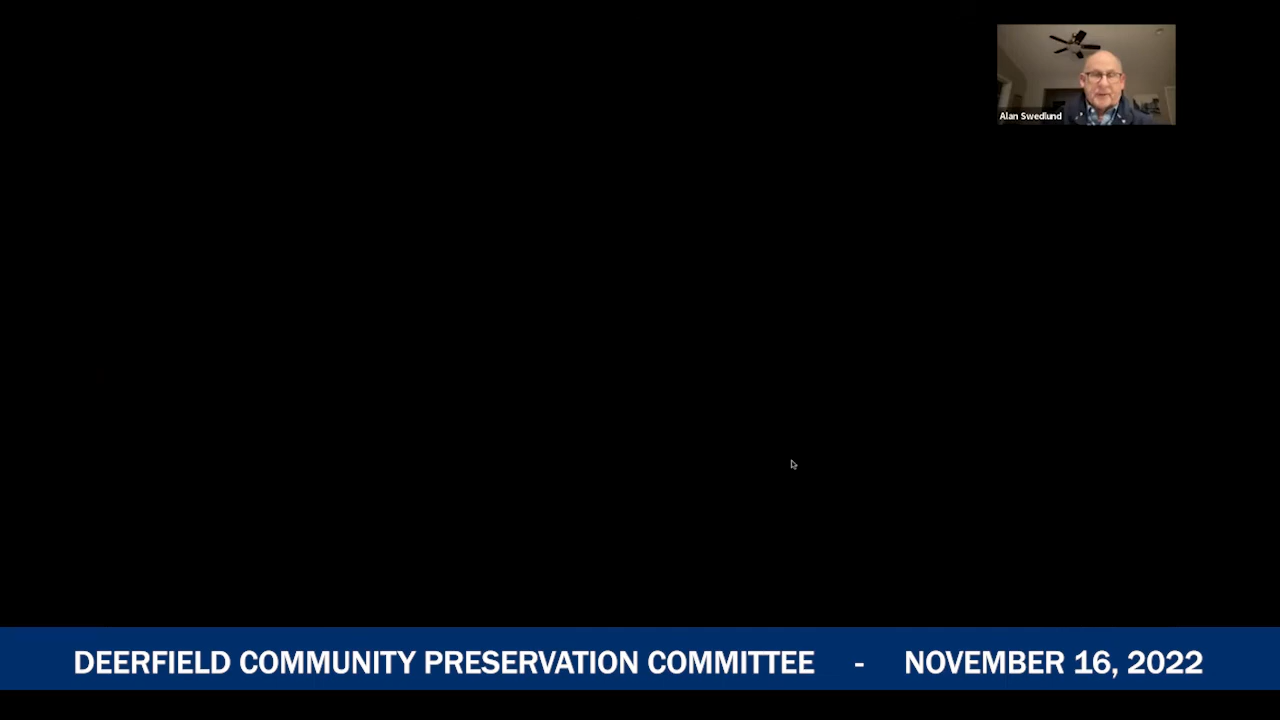 Alan Swedlund
DEERFIELD COMMUNITY PRESERVATION COMMITTEE - NOVEMBER 16, 2022